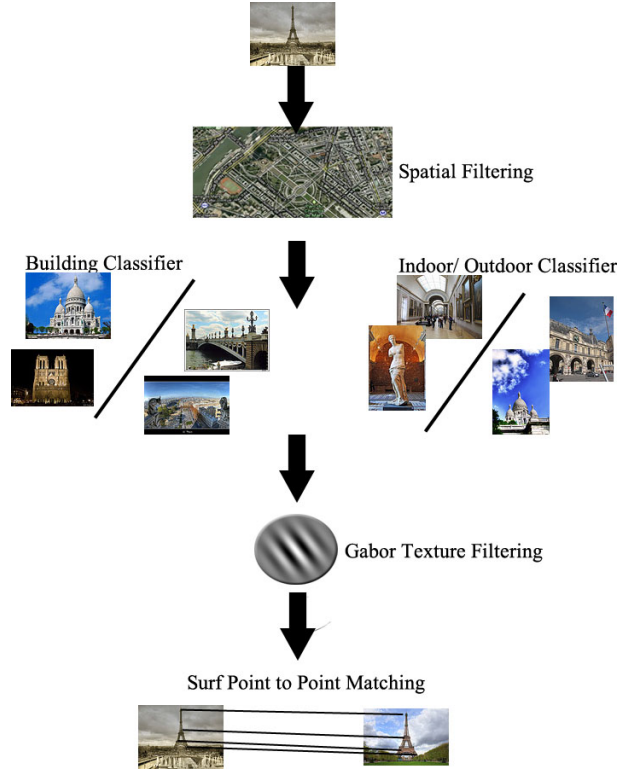 Spatial Filtering
Building Classifier
Indoor/ Outdoor Classifier
Gabor Texture Filtering
Surf Point to Point Matching